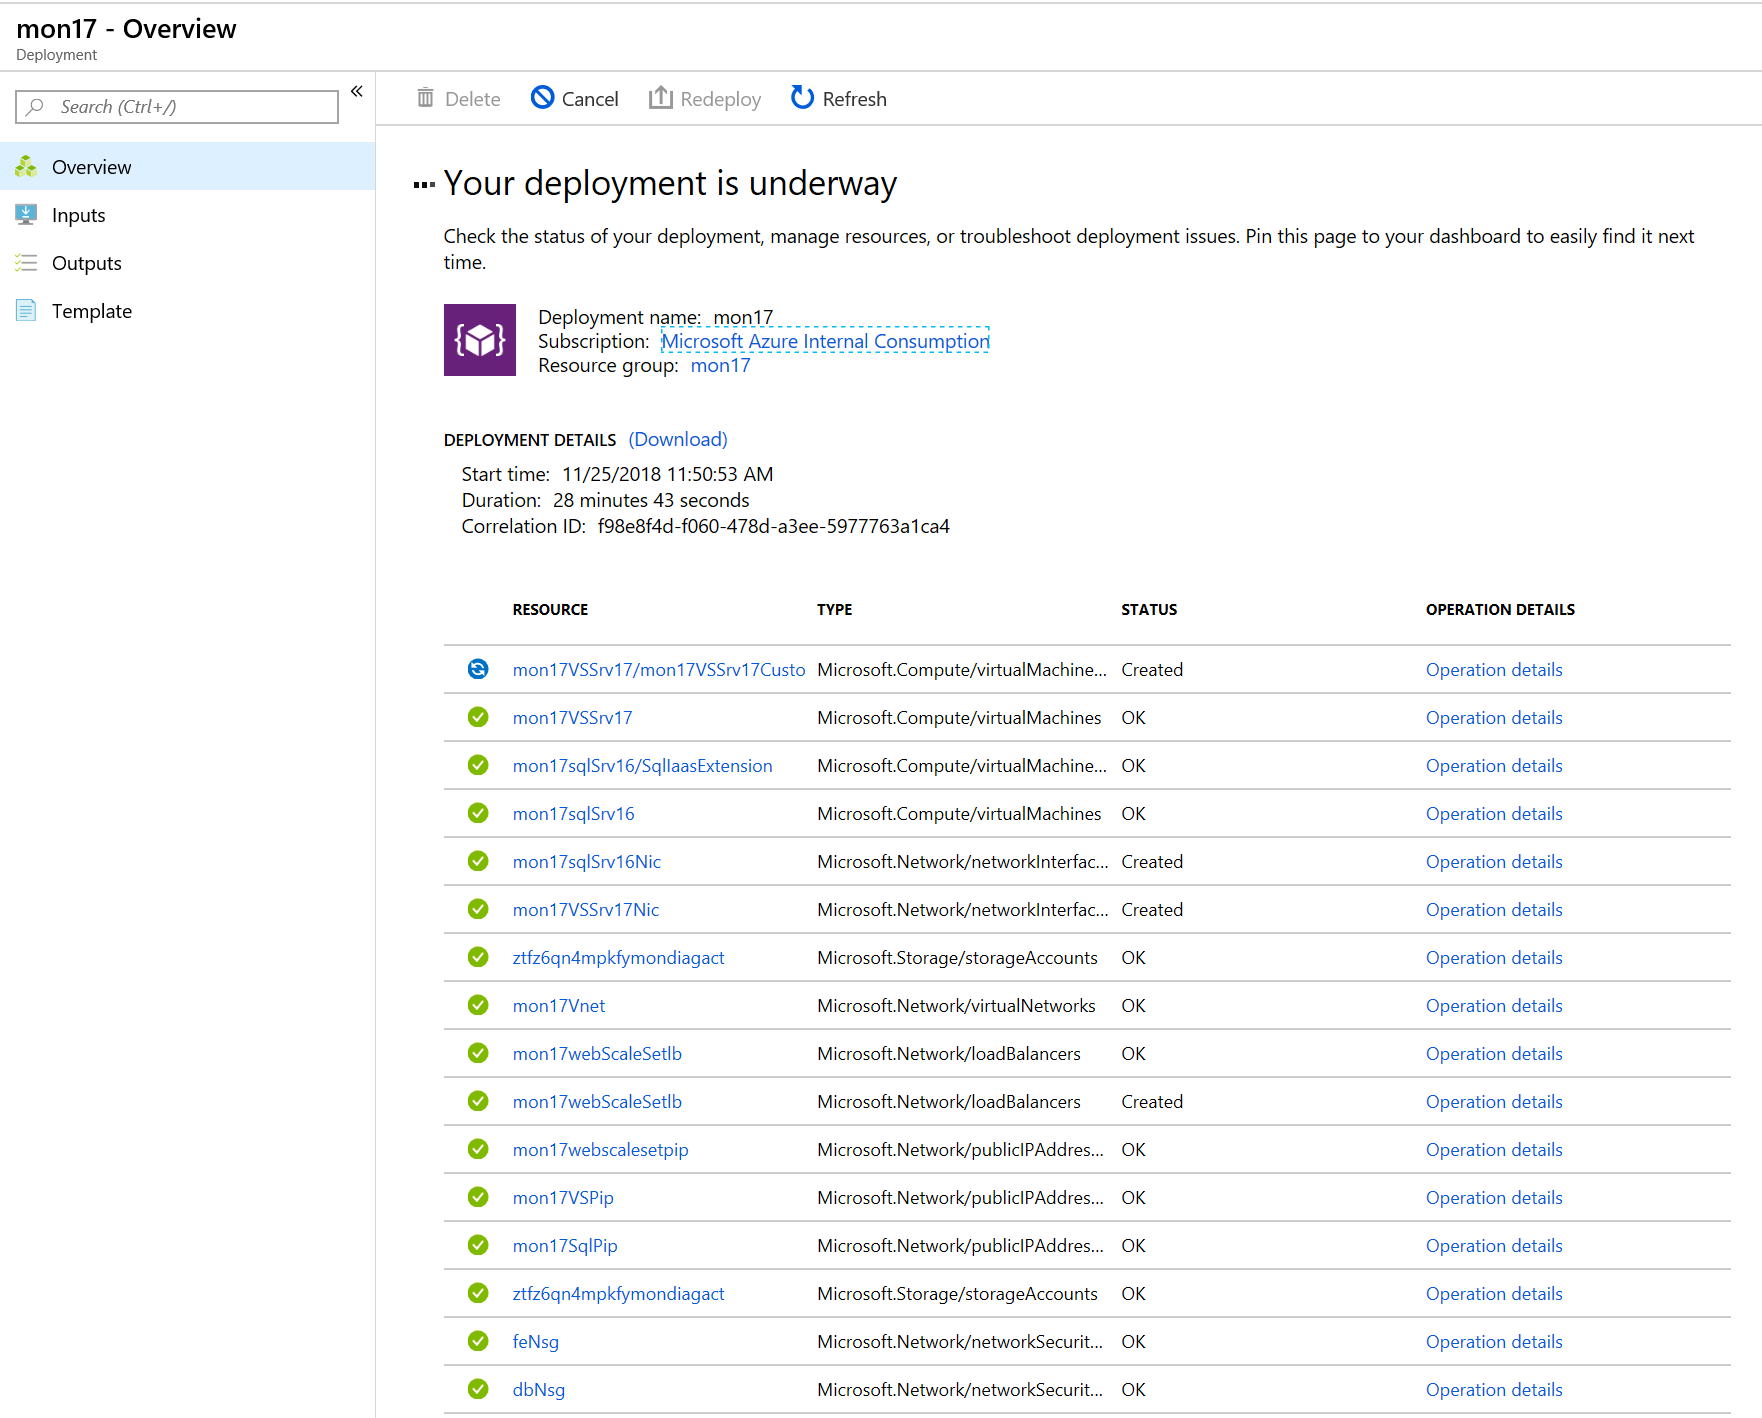 mon17 - Overview
Deployment
Search (Ctrl+/)
«
Overview
Inputs
Outputs
Template
Delete
Cancel
Redeploy
Refresh
Your deployment is underway
Check the status of your deployment, manage resources, or troubleshoot deployment issues. Pin this page to your dashboard to easily find it next
time.
Deployment name: mon17
Subscription: Microsoft Azure Internal Consumption
Resource group: mon17
DEPLOYMENT DETAILS (Download)
Start time: 11/25/2018 11:50:53 AM
Duration: 28 minutes 43 seconds
Correlation ID: f98e8f4d-f060-478d-a3ee-5977763a1ca4
RESOURCE TYPE STATUS OPERATION DETAILS
mon17VSSrv17/mon17VSSrv17Custo Microsoft.Compute/virtualMachine... Created Operation details
mon17VSSrv17 Microsoft.Compute/virtualMachines OK Operation details
mon17sqlSrv16/SqlIaasExtension Microsoft.Compute/virtualMachine... OK Operation details
mon17sqlSrv16 Microsoft.Compute/virtualMachines OK Operation details
mon17sqlSrv16Nic Microsoft.Network/networkInterfac... Created Operation details
mon17VSSrv17Nic Microsoft.Network/networkInterfac... Created Operation details
ztfz6qn4mpkfymondiagact Microsoft.Storage/storageAccounts OK Operation details
mon17Vnet Microsoft.Network/virtualNetworks OK Operation details
mon17webScaleSetlb Microsoft.Network/loadBalancers OK Operation details
mon17webScaleSetlb Microsoft.Network/loadBalancers Created Operation details
mon17webscalesetpip Microsoft.Network/publicIPAddres... OK Operation details
mon17VSPip Microsoft.Network/publicIPAddres... OK Operation details
mon17SqlPip Microsoft.Network/publicIPAddres... OK Operation details
ztfz6qn4mpkfymondiagact Microsoft.Storage/storageAccounts OK Operation details
feNsg Microsoft.Network/networkSecurit... OK Operation details
dbNsg Microsoft.Network/networkSecurit... OK Operation details